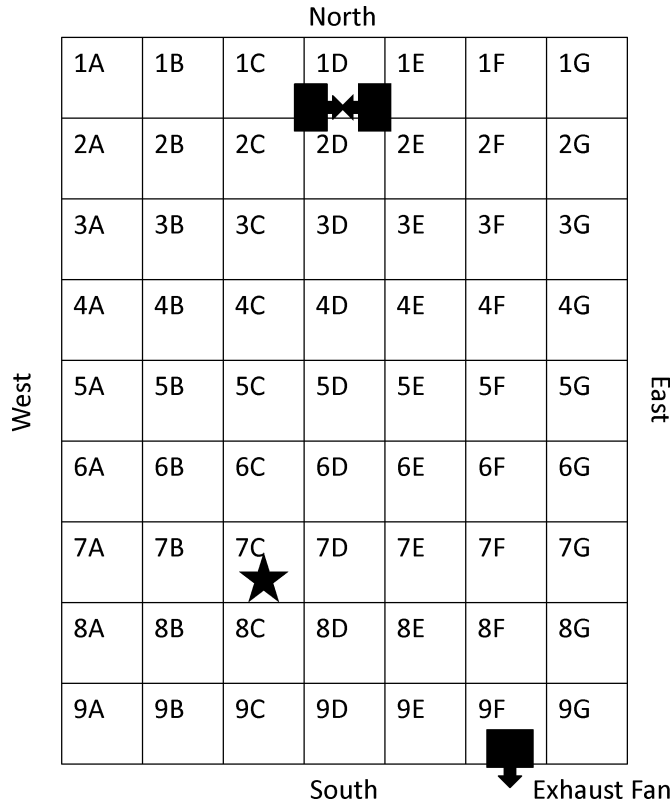 North
1A 1B 1C 1D 1E 1F 1G
2A 2B 2C 2D 2E 2F 2G
3A 3B 3C 3D 3E 3F 3G
4A 4B 4C 4D 4E 4F 4G
West
East
5A 5B 5C 5D 5E 5F 5G
6A 6B 6C 6D 6E 6F 6G
7A 7B 7C 7D 7E 7F 7G
8A 8B 8C 8D 8E 8F 8G
9A 9B 9C 9D 9E 9F 9G
South
Exhaust Fan